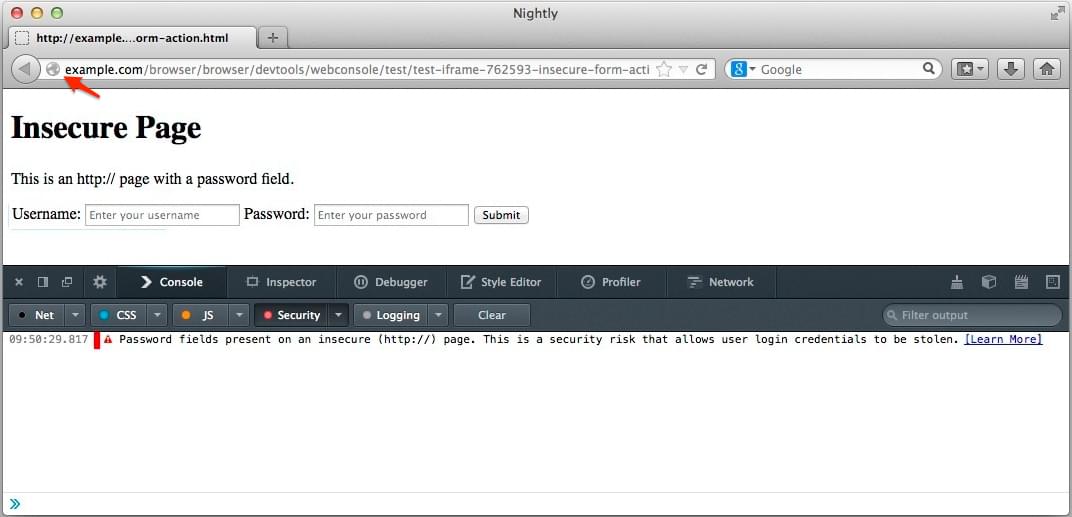 Nightly
http://example....orm-action.html
example.com/browser/browser/devtools/webconsole/test/test-iframe-762593-insecure-form-acti
8 Google
Insecure Page
This is an http:// page with a password field.
Username: Enter your username Password: Enter your password Submit
Console Inspector Debugger Style Editor Profiler Network
Net CSS JS Security Logging Clear Filter output
09:50:29.817 Password fields present on an insecure (http://) page. This is a security risk that allows user login credentials to be stolen. [Learn More]